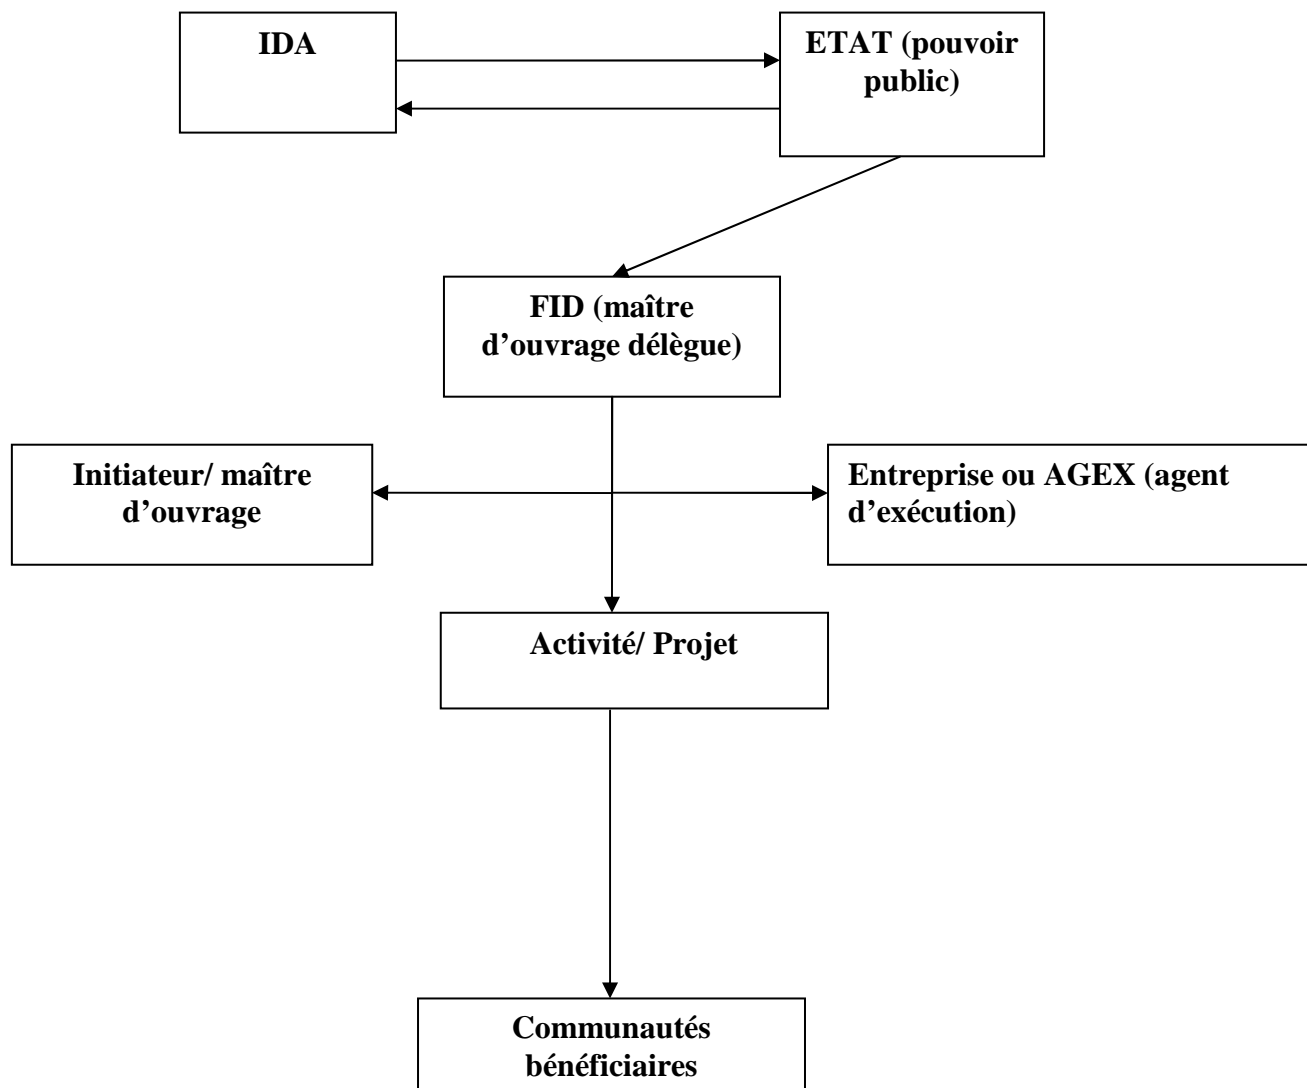 IDA
ETAT (pouvoir
public)
FID (maître
d’ouvrage délègue)
Initiateur/ maître
d’ouvrage
Entreprise ou AGEX (agent
d’exécution)
Activité/ Projet
Communautés
bénéficiaires